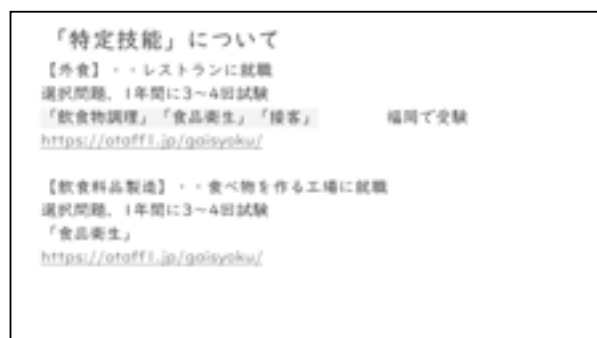 「特定技能」について
【外食】・・レストランに就職
選択問題、1年間に3～4回試験
「飲食物調理」「食品衛生」「接客」 福岡で受験
https://otaff1.jp/gaisyoku/
【飲食料品製造】・・食べ物を作る工場に就職
選択問題、1年間に3～4回試験
「食品衛生」
https://otaff1.jp/gaisyoku/